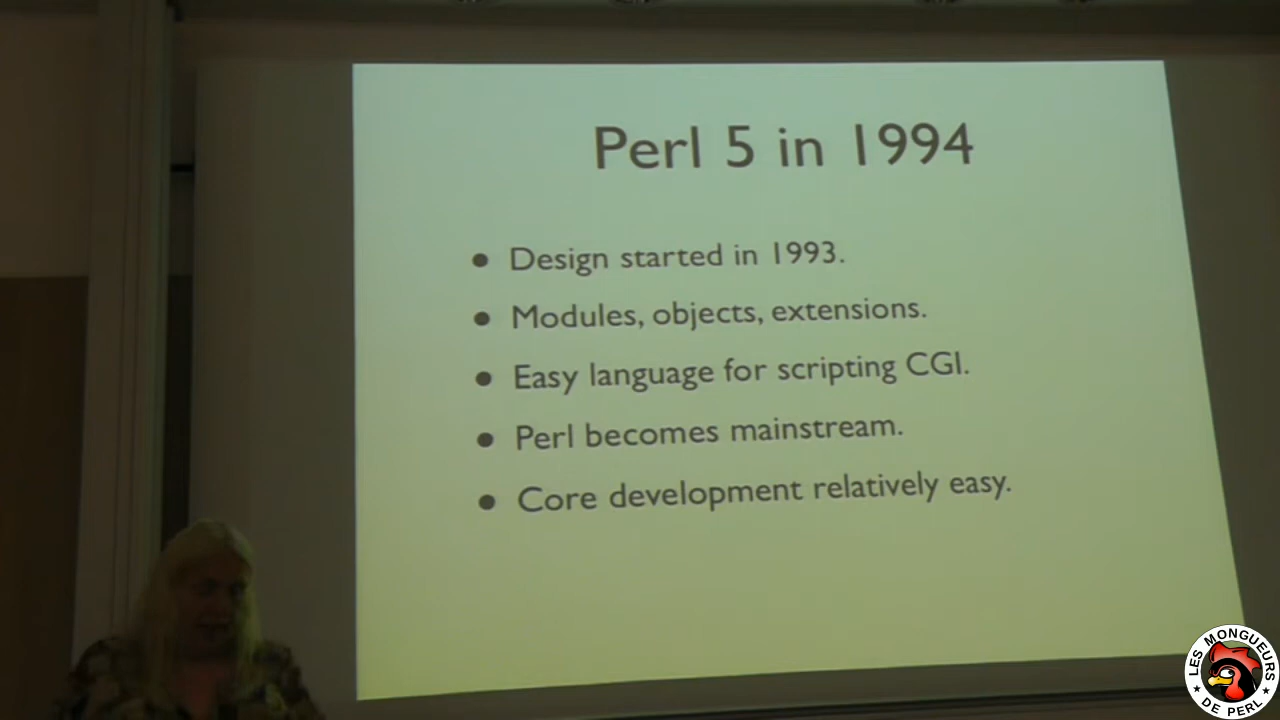 Perl 5 in 1994
• Design started in 1993.
• Modules, objects, extensions.
• Easy language for scripting CGI.
• Perl becomes mainstream.
• Core development relatively easy.
LES MONGUEURS
★ DE PERL ★